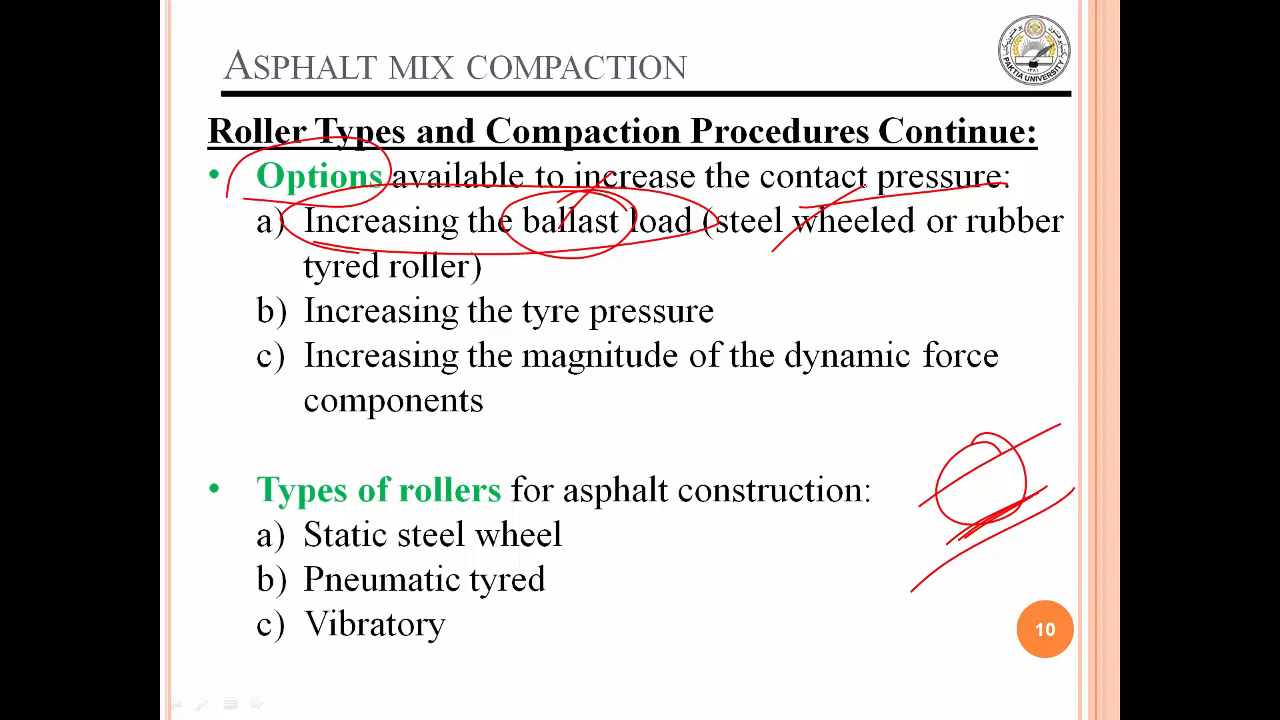 ASPHALT MIX COMPACTION
PAKTIA UNIVERSITY
Roller Types and Compaction Procedures Continue:
• Options available to increase the contact pressure:
a) Increasing the ballast load (steel wheeled or rubber
tyred roller)
b) Increasing the tyre pressure
c) Increasing the magnitude of the dynamic force
components
• Types of rollers for asphalt construction:
a) Static steel wheel
b) Pneumatic tyred
c) Vibratory
10